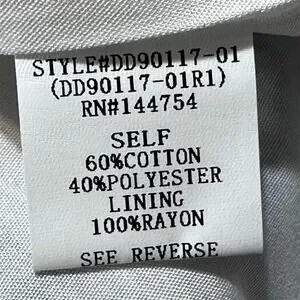 STYLE#DD90117-01
(DD90117-01R1)
RN#144754
SELF
60%COTTON
40%POLYESTER
LINING
100%RAYON
SEE REVERSE